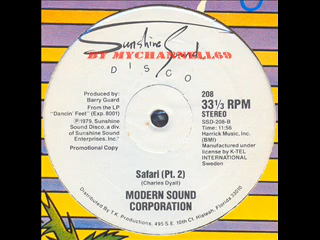 Sunshine Sound
BY MYCHANNELL69
DISCO
Produced by:
Barry Guard
From the LP
"Dancin' Feet" (Exp. 8001)
℗1979, Sunshine
Sound Disco, a div.
of Sunshine Sound
Enterprises, Inc.
Promotional Copy
208
33⅓ RPM
STEREO
SSD-208-B
Time: 11:56
Harrick Music, Inc.
(BMI)
Manufactured under
license by K-TEL
INTERNATIONAL
Sweden
Safari (Pt. 2)
(Charles Dyall)
MODERN SOUND
CORPORATION
Distributed by T.K. Productions, 495 S.E. 10th Ct. Hialeah, Florida 33010